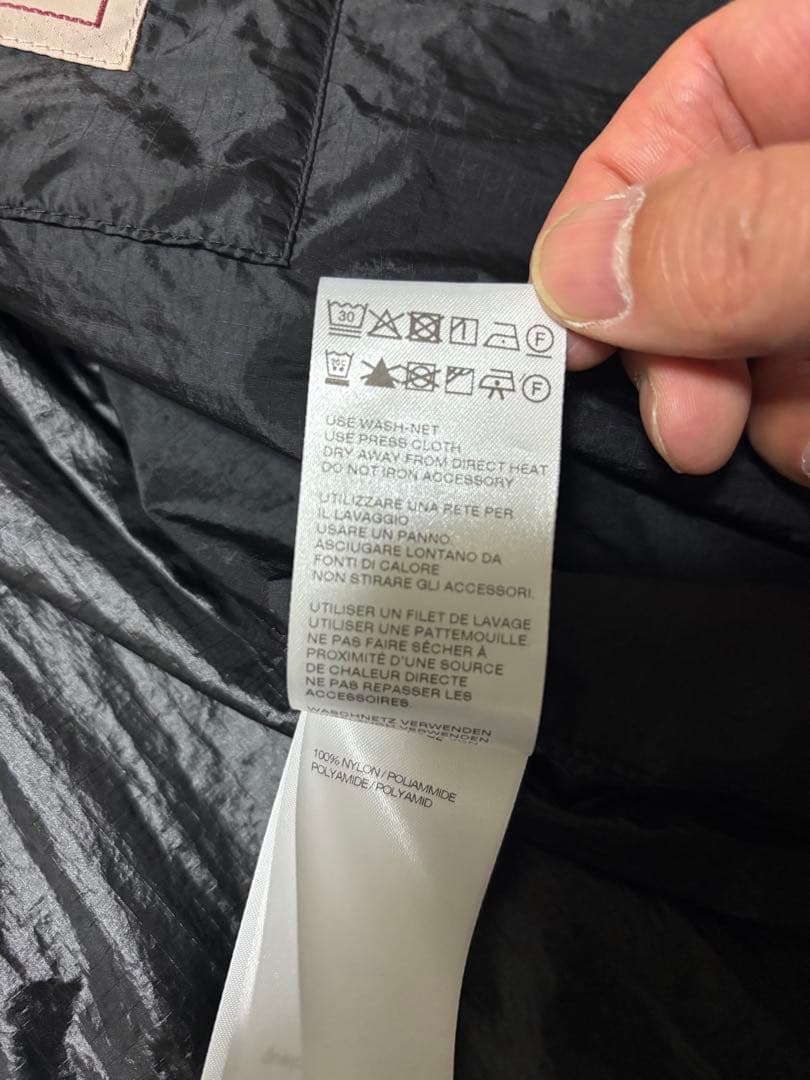 30
F
F
USE WASH-NET
USE PRESS CLOTH
DRY AWAY FROM DIRECT HEAT
DO NOT IRON ACCESSORY
UTILIZZARE UNA RETE PER
IL LAVAGGIO
USARE UN PANNO.
ASCIUGARE LONTANO DA
FONTI DI CALORE
NON STIRARE GLI ACCESSORI.
UTILISER UN FILET DE LAVAGE
UTILISER UNE PATTEMOUILLE.
NE PAS FAIRE SÉCHER À
PROXIMITÉ D'UNE SOURCE
DE CHALEUR DIRECTE
NE PAS REPASSER LES
ACCESSOIRES.
WASCHNETZ VERWENDEN
VERWENDEN
100% NYLON/POLIAMMIDE
POLYAMIDE/POLYAMID